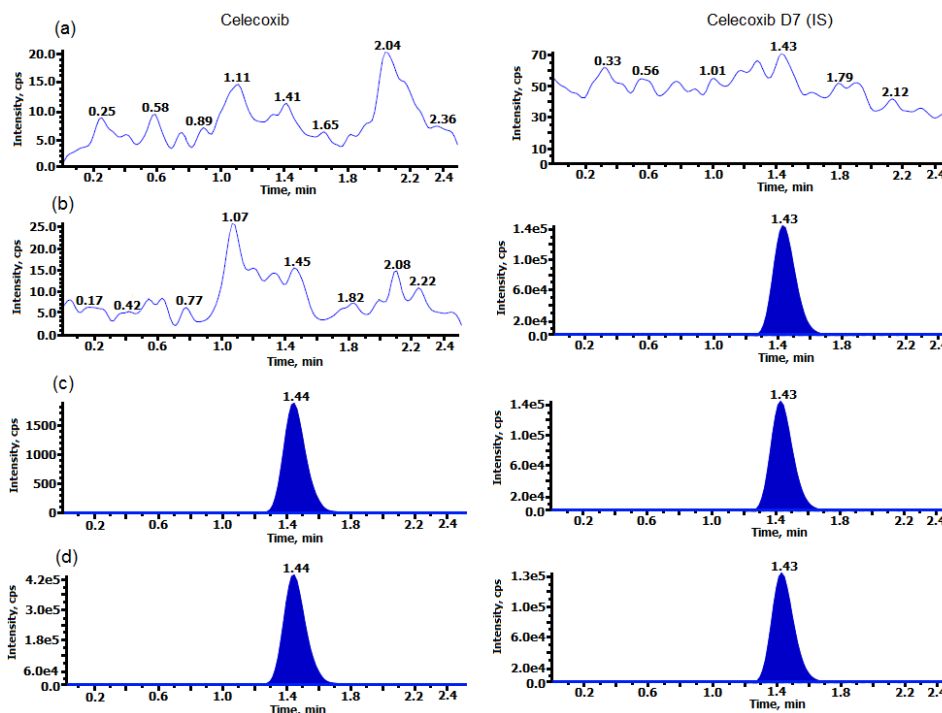 Celecoxib
Celecoxib D7 (IS)
(a)
Intensity, cps
20.0
15.0
10.0
5.0
0.0
0.25
0.58
0.89
1.11
1.41
1.65
2.04
2.36
0.2 0.6 1.0 1.4 1.8 2.2 2.4
Time, min
Intensity, cps
70
50
30
10
0
0.33
0.56
1.01
1.43
1.79
2.12
0.2 0.6 1.0 1.4 1.8 2.2 2.4
Time, min
(b)
Intensity, cps
25.0
20.0
15.0
10.0
5.0
0.0
0.17
0.42
0.77
1.07
1.45
1.82
2.08
2.22
0.2 0.6 1.0 1.4 1.8 2.2 2.4
Time, min
Intensity, cps
1.4e5
1.0e5
6.0e4
2.0e4
0.0
1.43
0.2 0.6 1.0 1.4 1.8 2.2 2.4
Time, min
(c)
Intensity, cps
1500
1000
500
0
1.44
0.2 0.6 1.0 1.4 1.8 2.2 2.4
Time, min
Intensity, cps
1.4e5
1.0e5
6.0e4
2.0e4
0.0
1.43
0.2 0.6 1.0 1.4 1.8 2.2 2.4
Time, min
(d)
Intensity, cps
4.2e5
3.0e5
1.8e5
6.0e4
0.0
1.44
0.2 0.6 1.0 1.4 1.8 2.2 2.4
Time, min
Intensity, cps
1.3e5
1.0e5
6.0e4
2.0e4
0.0
1.43
0.2 0.6 1.0 1.4 1.8 2.2 2.4
Time, min